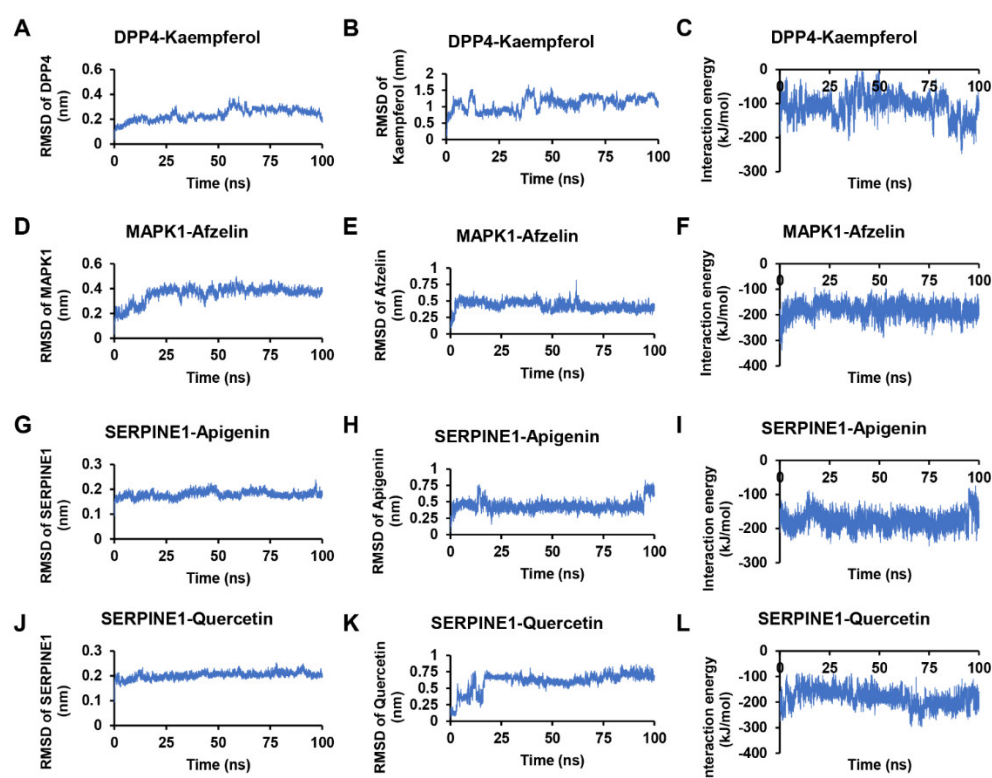 A
DPP4-Kaempferol
RMSD of DPP4
(nm)
0.6
0.4
0.2
0
0 25 50 75 100
Time (ns)
B
DPP4-Kaempferol
RMSD of
Kaempferol (nm)
2
1.5
1
0.5
0
0 25 50 75 100
Time (ns)
C
DPP4-Kaempferol
Interaction energy
(kJ/mol)
0
-100
-200
-300
0 25 50 75 100
Time (ns)
D
MAPK1-Afzelin
RMSD of MAPK1
(nm)
0.6
0.4
0.2
0
0 25 50 75 100
Time (ns)
E
MAPK1-Afzelin
RMSD of Afzelin
(nm)
1
0.75
0.5
0.25
0
0 25 50 75 100
Time (ns)
F
MAPK1-Afzelin
Interaction energy
(kJ/mol)
0
-100
-200
-300
-400
0 25 50 75 100
Time (ns)
G
SERPINE1-Apigenin
RMSD of SERPINE1
(nm)
0.3
0.2
0.1
0
0 25 50 75 100
Time (ns)
H
SERPINE1-Apigenin
RMSD of Apigenin
(nm)
1
0.75
0.5
0.25
0
0 25 50 75 100
Time (ns)
I
SERPINE1-Apigenin
Interaction energy
(kJ/mol)
0
-100
-200
-300
0 25 50 75 100
Time (ns)
J
SERPINE1-Quercetin
RMSD of SERPINE1
(nm)
0.3
0.2
0.1
0
0 25 50 75 100
Time (ns)
K
SERPINE1-Quercetin
RMSD of Quercetin
(nm)
1
0.75
0.5
0.25
0
0 25 50 75 100
Time (ns)
L
SERPINE1-Quercetin
Interaction energy
(kJ/mol)
0
-100
-200
-300
-400
0 25 50 75 100
Time (ns)